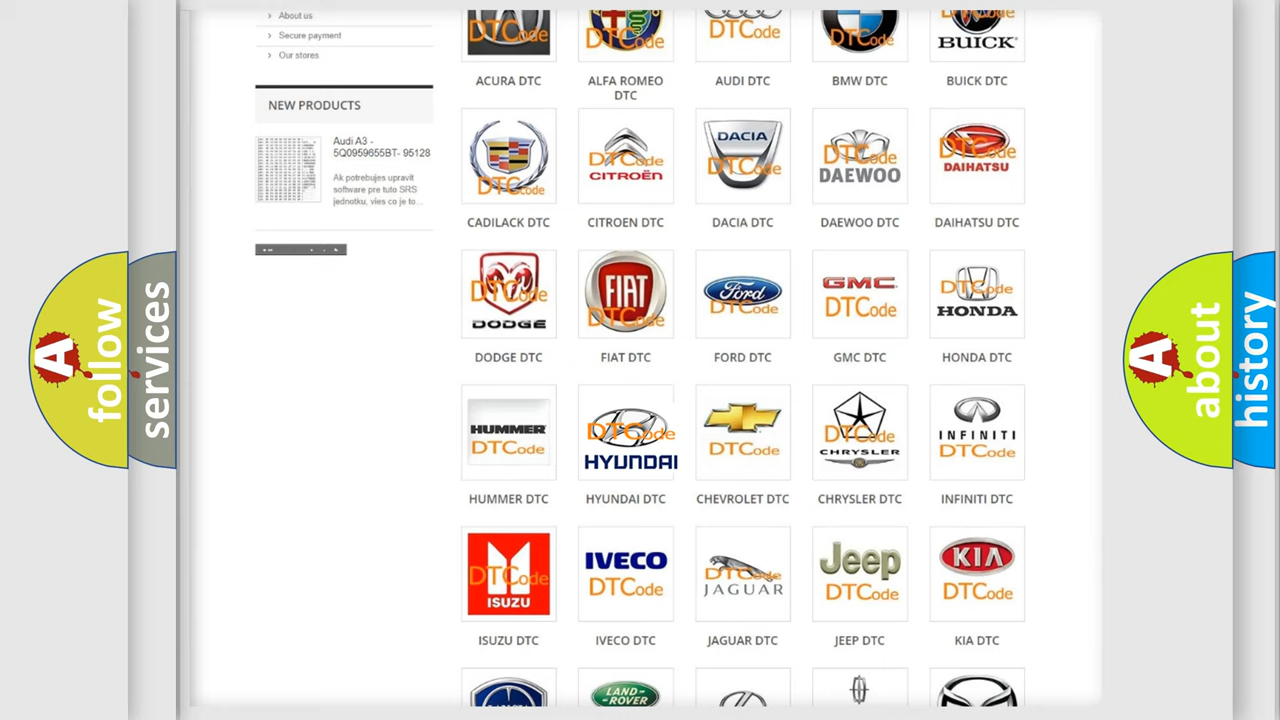 About us
Secure payment
Our stores
NEW PRODUCTS
Audi A3 -
5Q0959655BT- 95128
Ak potrebujes upravit
software pre tuto SRS
jednotku, vies co je to...
DTCode DTCode DTCode DTCode BUICK
ACURA DTC ALFA ROMEO DTC AUDI DTC BMW DTC BUICK DTC
DTCode DTCode CITROËN DACIA DTCode DTCode DAEWOO DTCode DAIHATSU
CADILACK DTC CITROEN DTC DACIA DTC DAEWOO DTC DAIHATSU DTC
DTCode DODGE FIAT DTCode Ford DTCode GMC DTCode DTCode HONDA
DODGE DTC FIAT DTC FORD DTC GMC DTC HONDA DTC
HUMMER DTCode DTCode HYUNDAI DTCode DTCode CHRYSLER INFINITI DTCode
HUMMER DTC HYUNDAI DTC CHEVROLET DTC CHRYSLER DTC INFINITI DTC
DTCode ISUZU IVECO DTCode DTCode JAGUAR Jeep DTCode KIA DTCode
ISUZU DTC IVECO DTC JAGUAR DTC JEEP DTC KIA DTC
LAND-
ROVER
A follow
services
A about
history